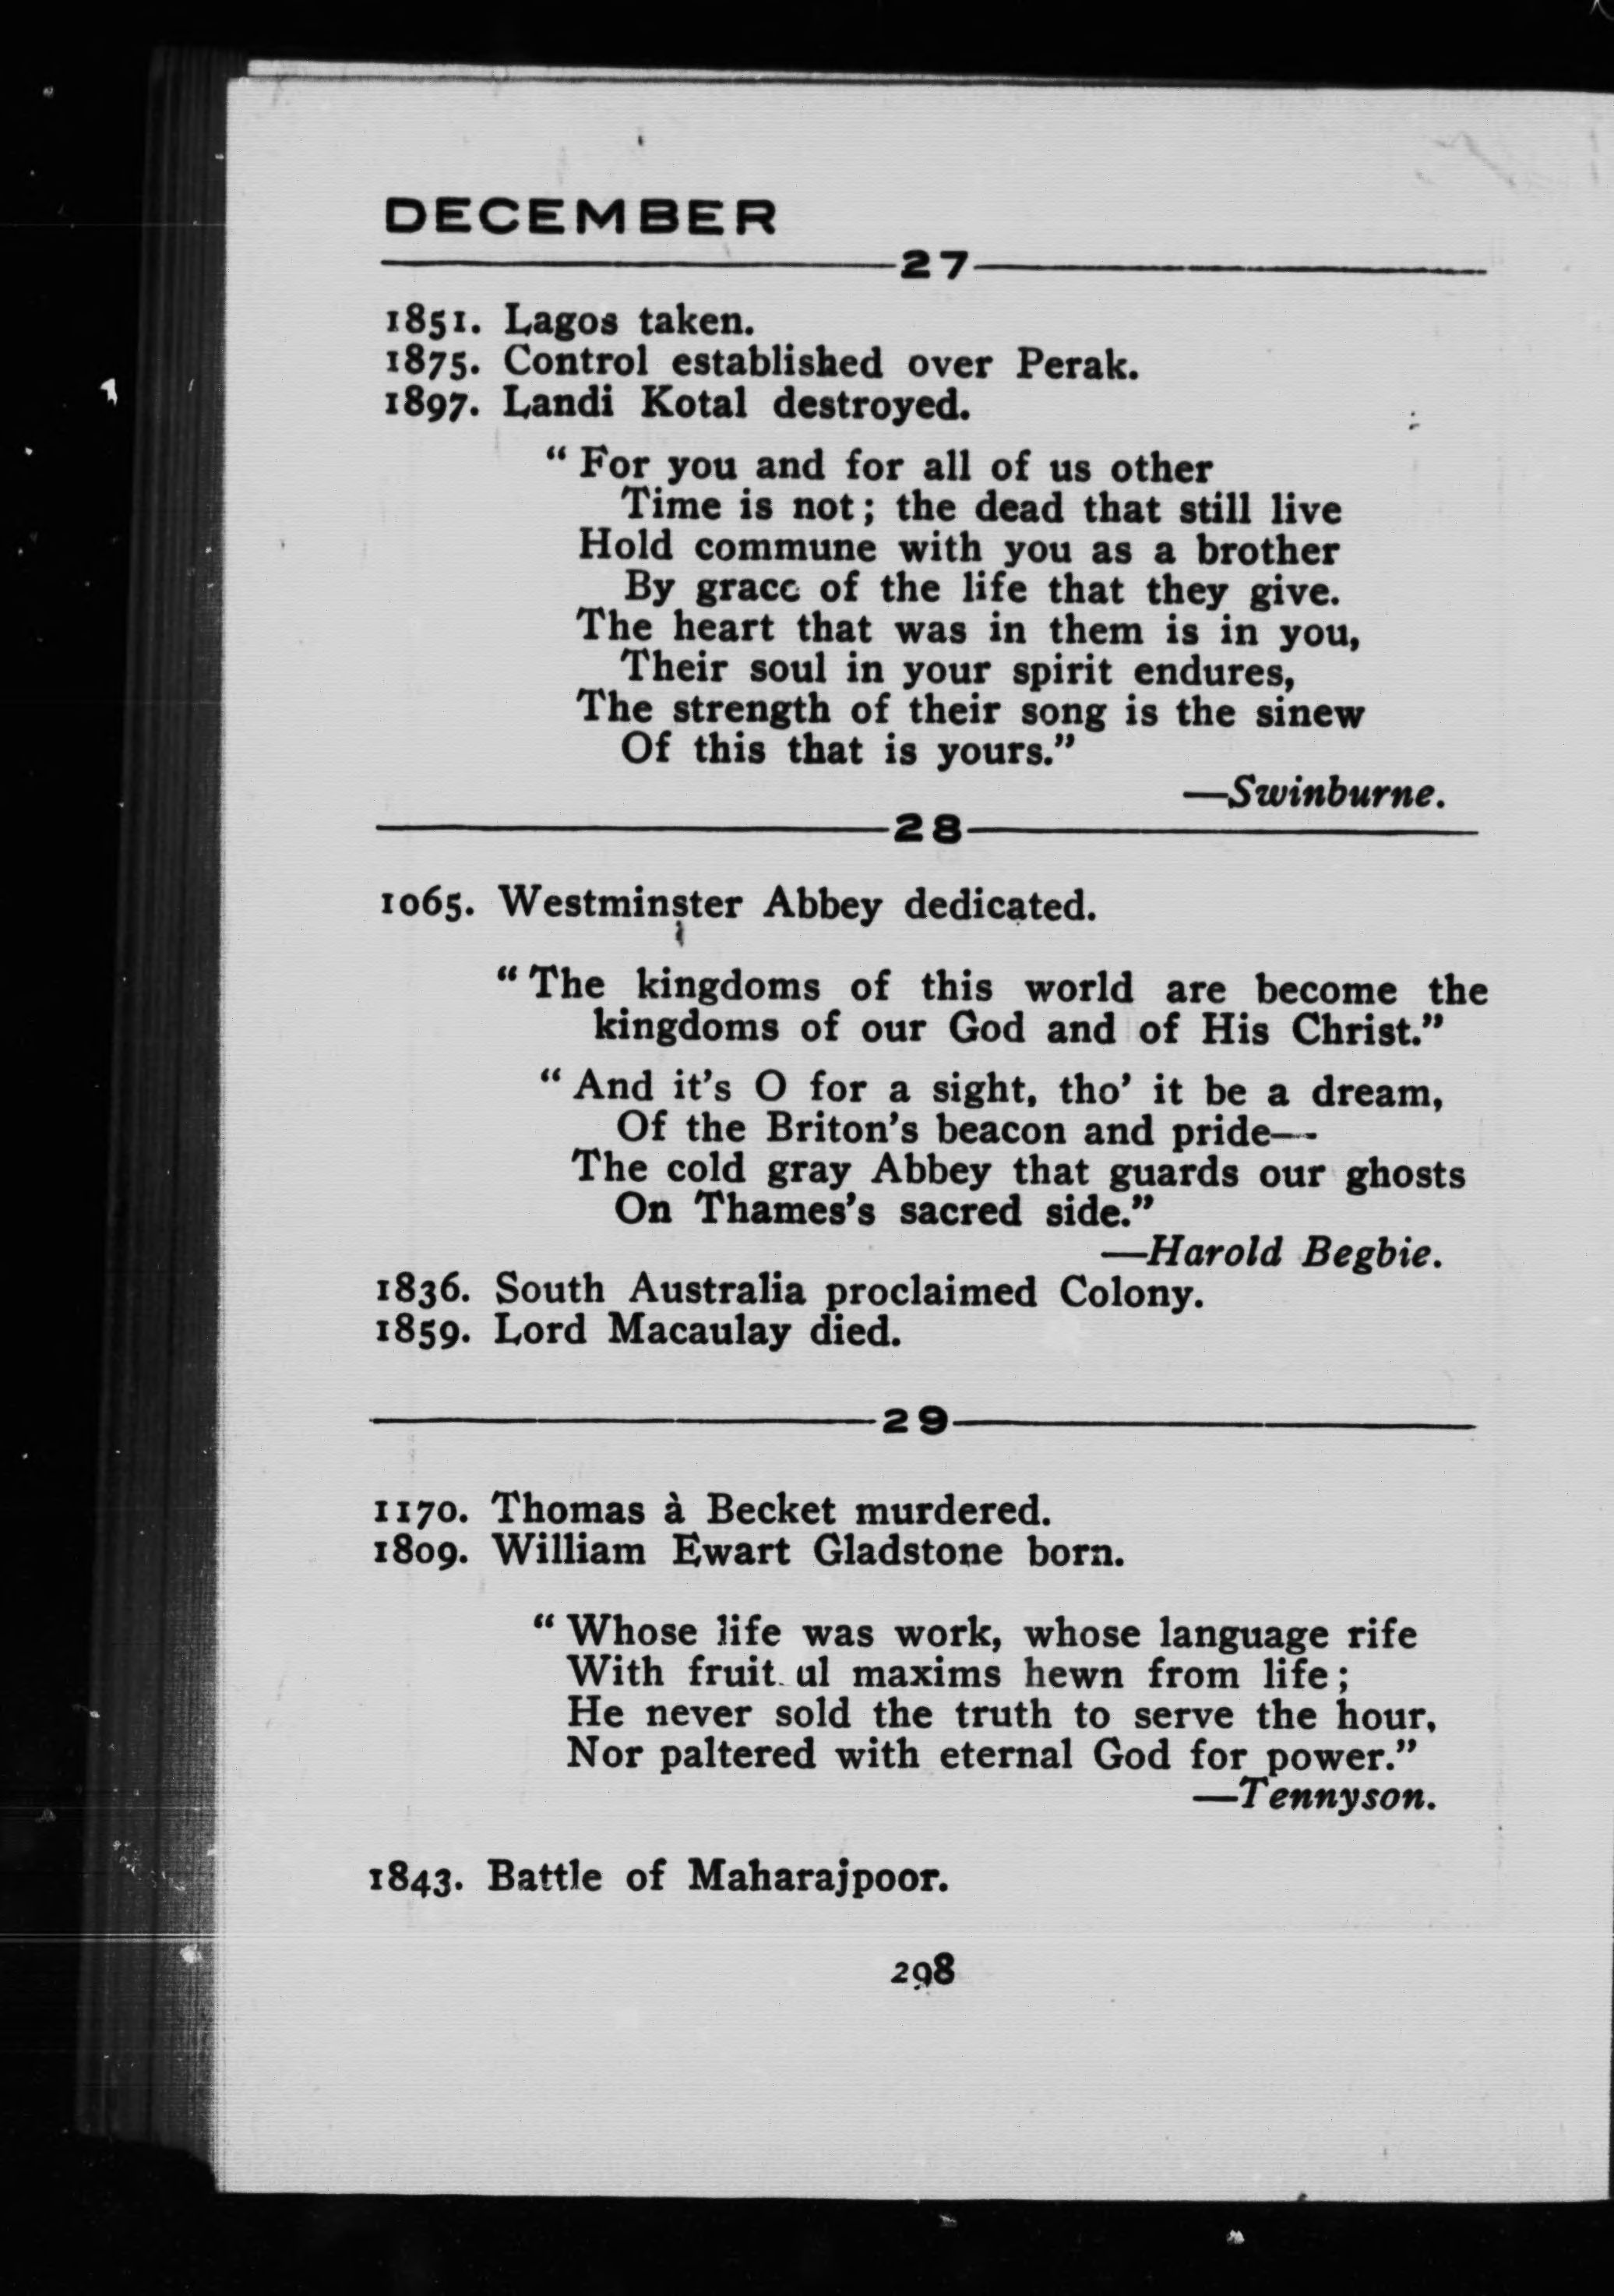 DECEMBER
27
1851. Lagos taken.
1875. Control established over Perak.
1897. Landi Kotal destroyed.
“For you and for all of us other
Time is not; the dead that still live
Hold commune with you as a brother
By grace of the life that they give.
The heart that was in them is in you,
Their soul in your spirit endures,
The strength of their song is the sinew
Of this that is yours.”
—Swinburne.
28
1065. Westminster Abbey dedicated.
“The kingdoms of this world are become the
kingdoms of our God and of His Christ.”
“And it’s O for a sight, tho’ it be a dream,
Of the Briton’s beacon and pride—
The cold gray Abbey that guards our ghosts
On Thames’s sacred side.”
—Harold Begbie.
1836. South Australia proclaimed Colony.
1859. Lord Macaulay died.
29
1170. Thomas à Becket murdered.
1809. William Ewart Gladstone born.
“Whose life was work, whose language rife
With fruit ul maxims hewn from life;
He never sold the truth to serve the hour,
Nor paltered with eternal God for power.”
—Tennyson.
1843. Battle of Maharajpoor.
298